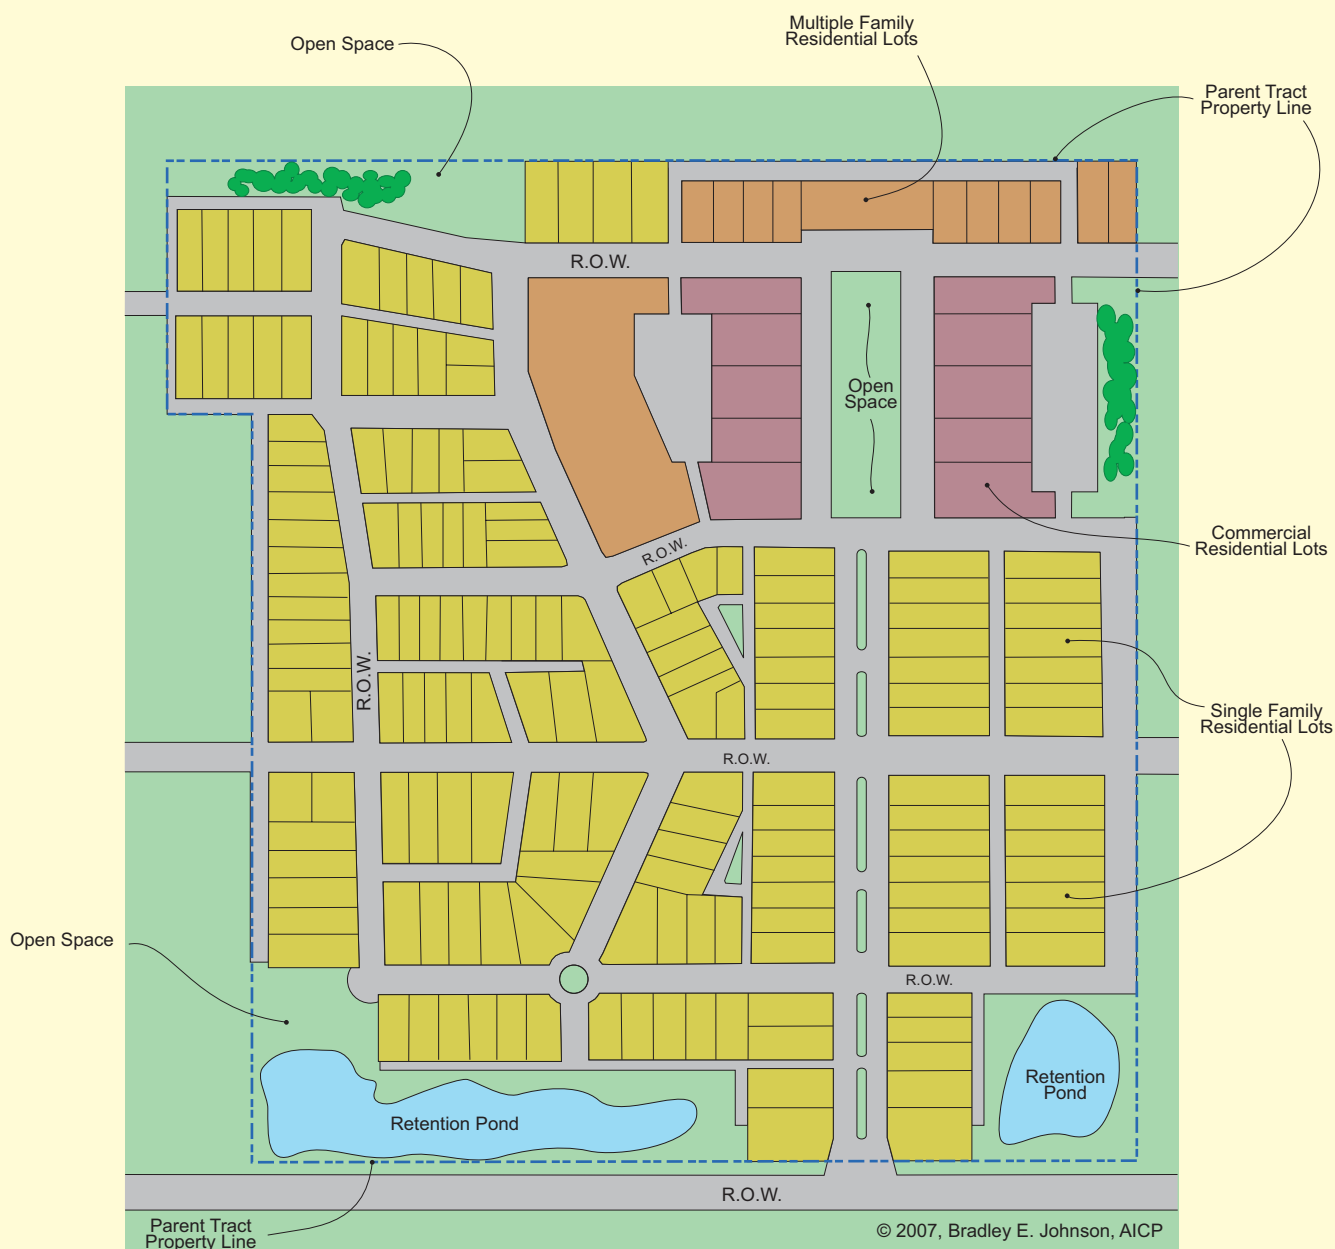 Multiple Family
Residential Lots
Open Space
Parent Tract
Property Line
R.O.W.
Open
Space
Commercial
Residential Lots
R.O.W.
R.O.W.
Single Family
Residential Lots
R.O.W.
Open Space
R.O.W.
Retention
Pond
Retention Pond
R.O.W.
Parent Tract
Property Line
© 2007, Bradley E. Johnson, AICP